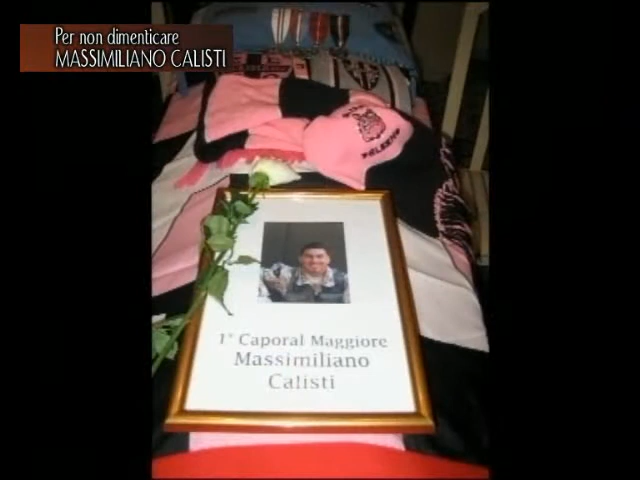 Per non dimenticare
MASSIMILIANO CALISTI
PALERMO
1° Caporal Maggiore
Massimiliano
Calisti